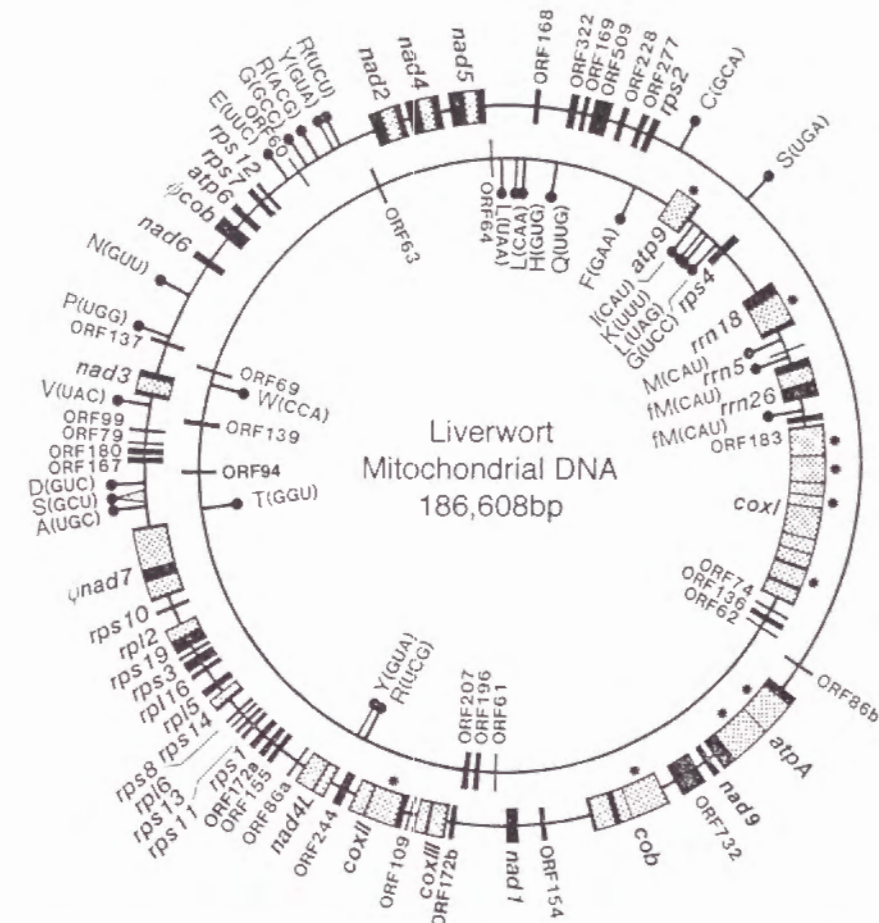 Liverwort
Mitochondrial DNA
186,608bp
nad2
nad4
nad5
ORF168
ORF322
ORF169
ORF509
ORF228
ORF277
rps2
C(GCA)
S(UGA)
atp9
I(CAU)
K(UUU)
L(UAG)
G(UCC)
rps4
rrn18
M(CAU)
rrn5
fM(CAU)
rrn26
fM(CAU)
ORF183
coxI
ORF74
ORF136
ORF62
ORF86b
atpA
nad9
ORF732
cob
ORF154
nad1
ORF172b
coxIII
ORF109
coxII
ORF244
nad4L
ORF86a
ORF155
ORF172a
rps1
rps11
rps13
rpl6
rps8
rps14
rpl5
rpl16
rps3
rps19
rpl2
rps10
ψnad7
A(UGC)
S(GCU)
D(GUC)
ORF167
ORF180
ORF79
ORF99
V(UAC)
nad3
ORF137
P(UGG)
N(GUU)
nad6
ψcob
atp6
rps7
rps12
E(UUC)
ORF60
G(GCC)
R(ACG)
Y(GUA)
R(UCU)
ORF63
ORF64
L(UAA)
L(CAA)
H(GUG)
Q(UUG)
F(GAA)
ORF69
W(CCA)
ORF139
ORF94
T(GGU)
Y(GUA)
R(UCG)
ORF207
ORF196
ORF61